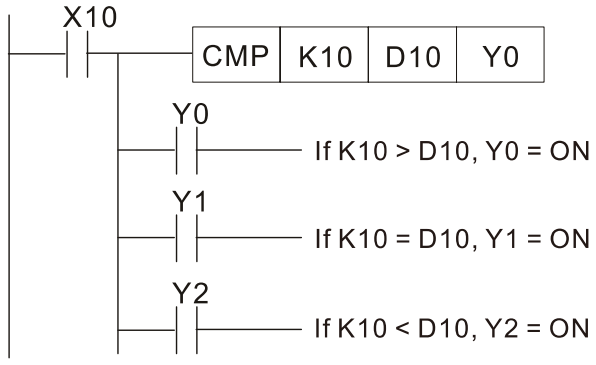 X10
CMP K10 D10 Y0
Y0
If K10 > D10, Y0 = ON
Y1
If K10 = D10, Y1 = ON
Y2
If K10 < D10, Y2 = ON